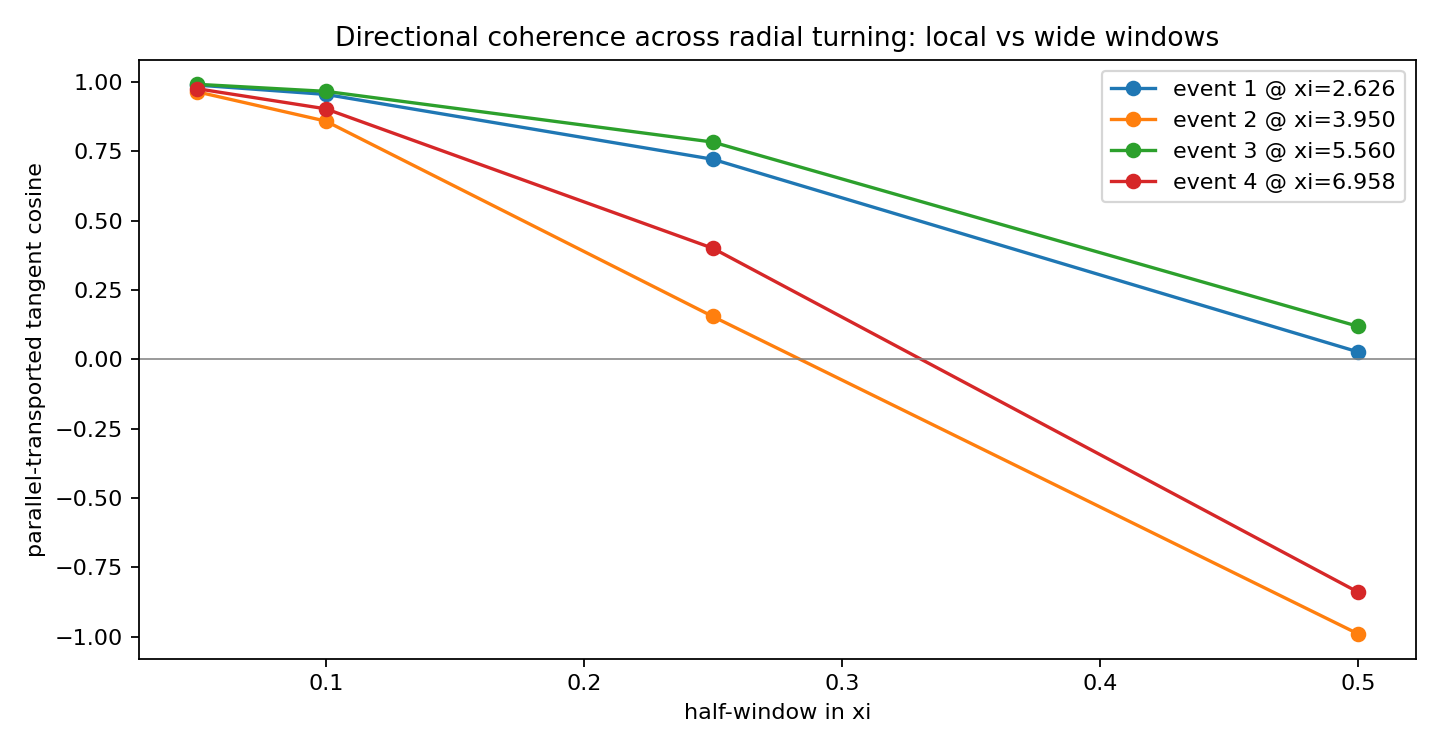 Directional coherence across radial turning: local vs wide windows
event 1 @ xi=2.626
event 2 @ xi=3.950
event 3 @ xi=5.560
event 4 @ xi=6.958
parallel-transported tangent cosine
1.00
0.75
0.50
0.25
0.00
−0.25
−0.50
−0.75
−1.00
0.1
0.2
0.3
0.4
0.5
half-window in xi